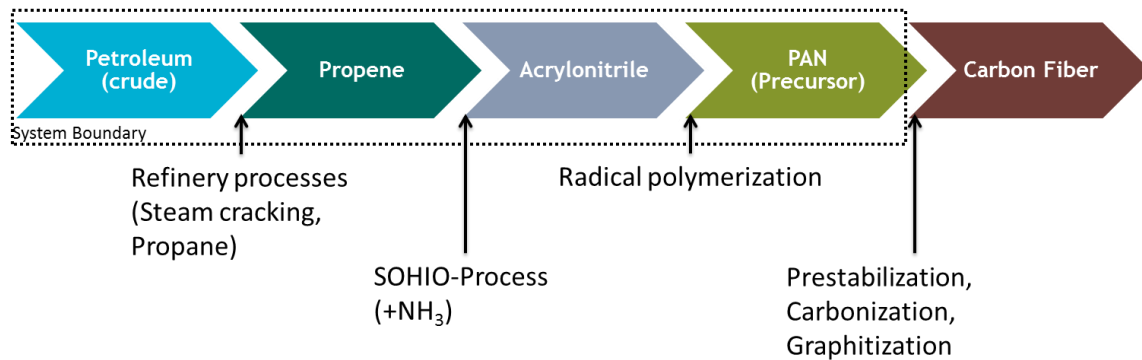 Petroleum
(crude)
Propene
Acrylonitrile
PAN
(Precursor)
Carbon Fiber
System Boundary
Refinery processes
(Steam cracking,
Propane)
Radical polymerization
SOHIO-Process
(+NH₃)
Prestabilization,
Carbonization,
Graphitization